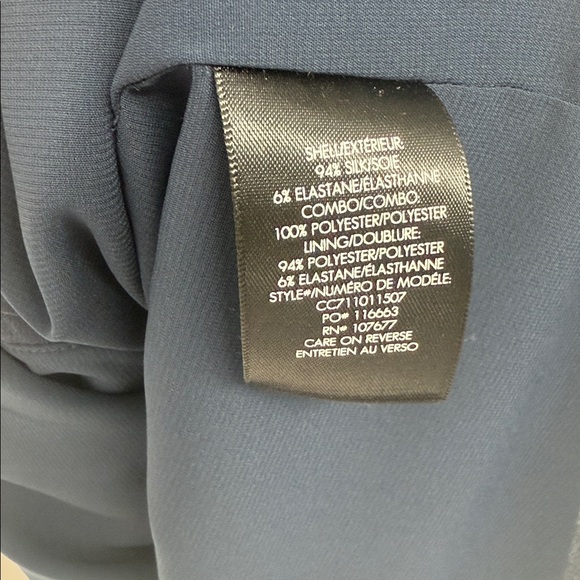 SHELL/EXTÉRIEUR:
94% SILK/SOIE
6% ELASTANE/ÉLASTHANNE
COMBO/COMBO:
100% POLYESTER/POLYESTER
LINING/DOUBLURE:
94% POLYESTER/POLYESTER
6% ELASTANE/ÉLASTHANNE
STYLE#/NUMÉRO DE MODÈLE:
CC711011507
PO# 116663
RN# 107677
CARE ON REVERSE
ENTRETIEN AU VERSO